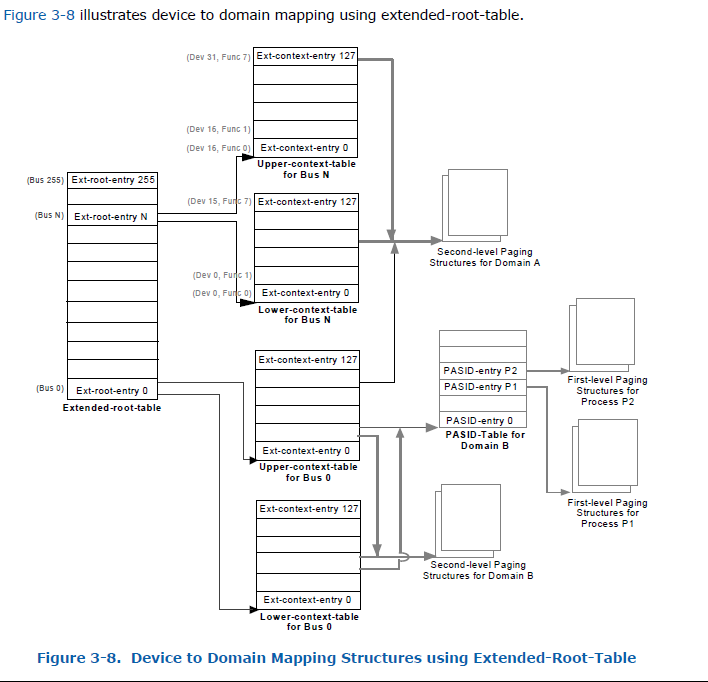 Figure 3-8 illustrates device to domain mapping using extended-root-table.
(Dev 31, Func 7)
Ext-context-entry 127
(Dev 16, Func 1)
(Dev 16, Func 0)
Ext-context-entry 0
Upper-context-table
for Bus N
(Bus 255)
Ext-root-entry 255
(Bus N)
Ext-root-entry N
(Bus 0)
Ext-root-entry 0
Extended-root-table
(Dev 15, Func 7)
Ext-context-entry 127
(Dev 0, Func 1)
(Dev 0, Func 0)
Ext-context-entry 0
Lower-context-table
for Bus N
Second-level Paging
Structures for Domain A
Ext-context-entry 127
Ext-context-entry 0
Upper-context-table
for Bus 0
PASID-entry P2
PASID-entry P1
PASID-entry 0
PASID-Table for
Domain B
First-level Paging
Structures for
Process P2
First-level Paging
Structures for
Process P1
Ext-context-entry 127
Ext-context-entry 0
Lower-context-table
for Bus 0
Second-level Paging
Structures for Domain B
Figure 3-8. Device to Domain Mapping Structures using Extended-Root-Table